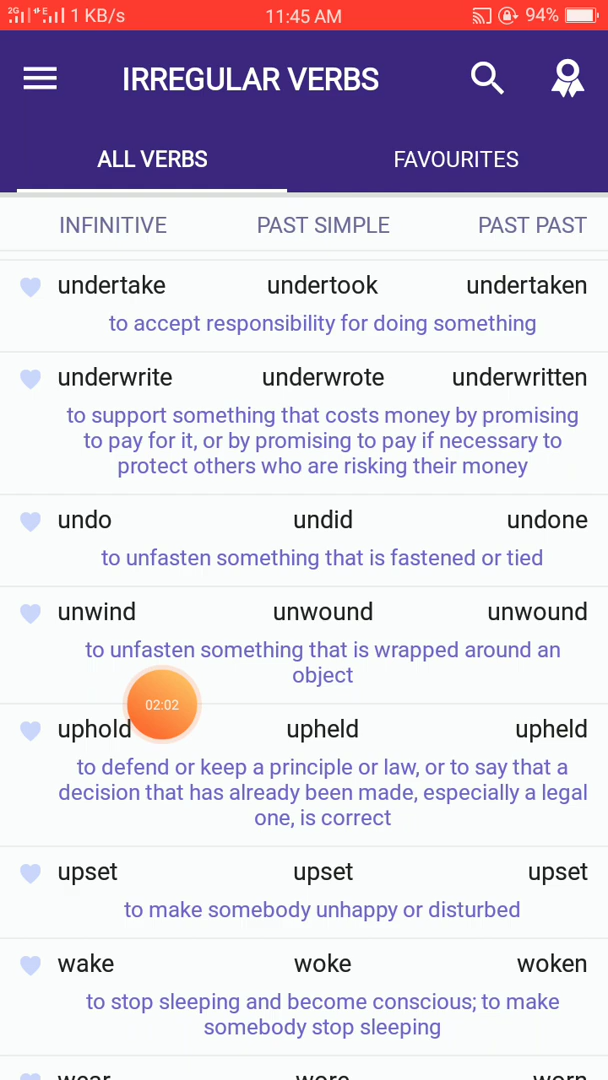 2G E 1 KB/s 11:45 AM 94%
IRREGULAR VERBS
ALL VERBS FAVOURITES
INFINITIVE PAST SIMPLE PAST PAST
undertake undertook undertaken
to accept responsibility for doing something
underwrite underwrote underwritten
to support something that costs money by promising
to pay for it, or by promising to pay if necessary to
protect others who are risking their money
undo undid undone
to unfasten something that is fastened or tied
unwind unwound unwound
to unfasten something that is wrapped around an
object
02:02
uphold upheld upheld
to defend or keep a principle or law, or to say that a
decision that has already been made, especially a legal
one, is correct
upset upset upset
to make somebody unhappy or disturbed
wake woke woken
to stop sleeping and become conscious; to make
somebody stop sleeping
wear wore worn